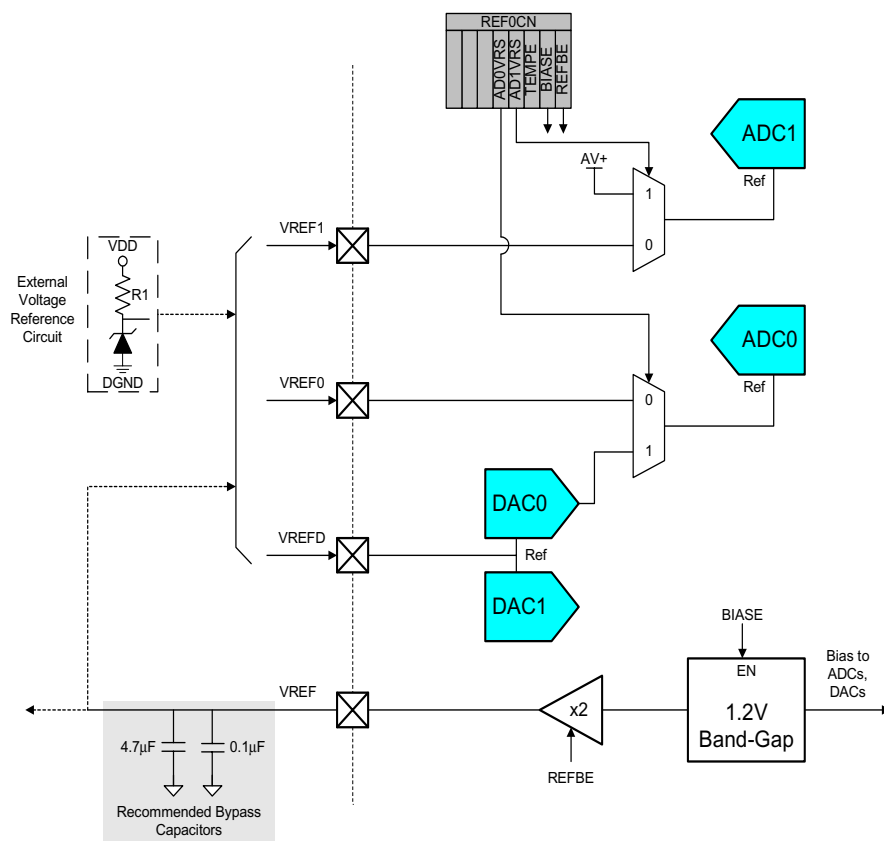 REF0CN
AD0VRS
AD1VRS
TEMPE
BIASE
REFBE
ADC1
Ref
AV+
1
0
VREF1
External
Voltage
Reference
Circuit
VDD
R1
DGND
ADC0
Ref
VREF0
0
1
DAC0
VREFD
Ref
DAC1
BIASE
EN
1.2V
Band-Gap
Bias to
ADCs,
DACs
VREF
x2
REFBE
4.7µF
0.1µF
Recommended Bypass
Capacitors